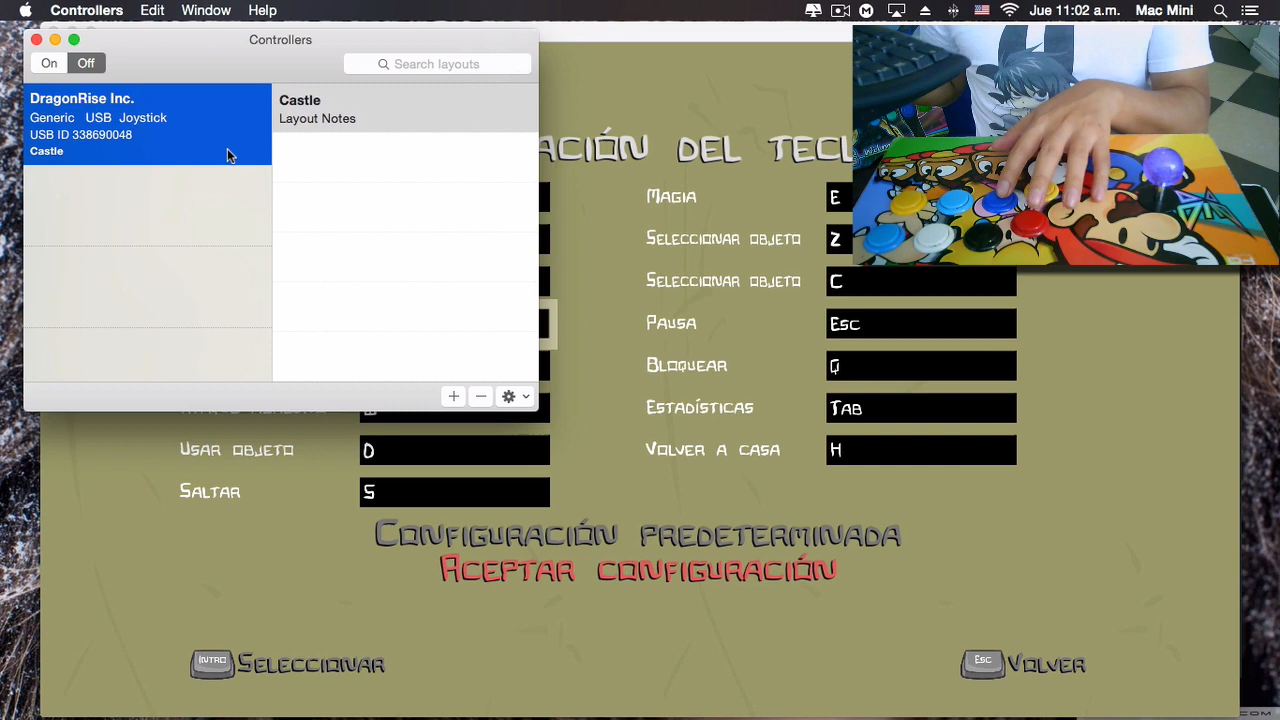 Controllers Edit Window Help
Jue 11:02 a.m. Mac Mini
Controllers
On Off
Search layouts
DragonRise Inc.
Generic USB Joystick
USB ID 338690048
Castle
Castle
Layout Notes
ACIÓN DEL TECL
Magia E
Seleccionar objeto Z
Seleccionar objeto C
Pausa Esc
Bloquear Q
Estadísticas Tab
Usar objeto D
Volver a casa H
Saltar S
Configuración predeterminada
Aceptar configuración
Intro Seleccionar
Esc Volver